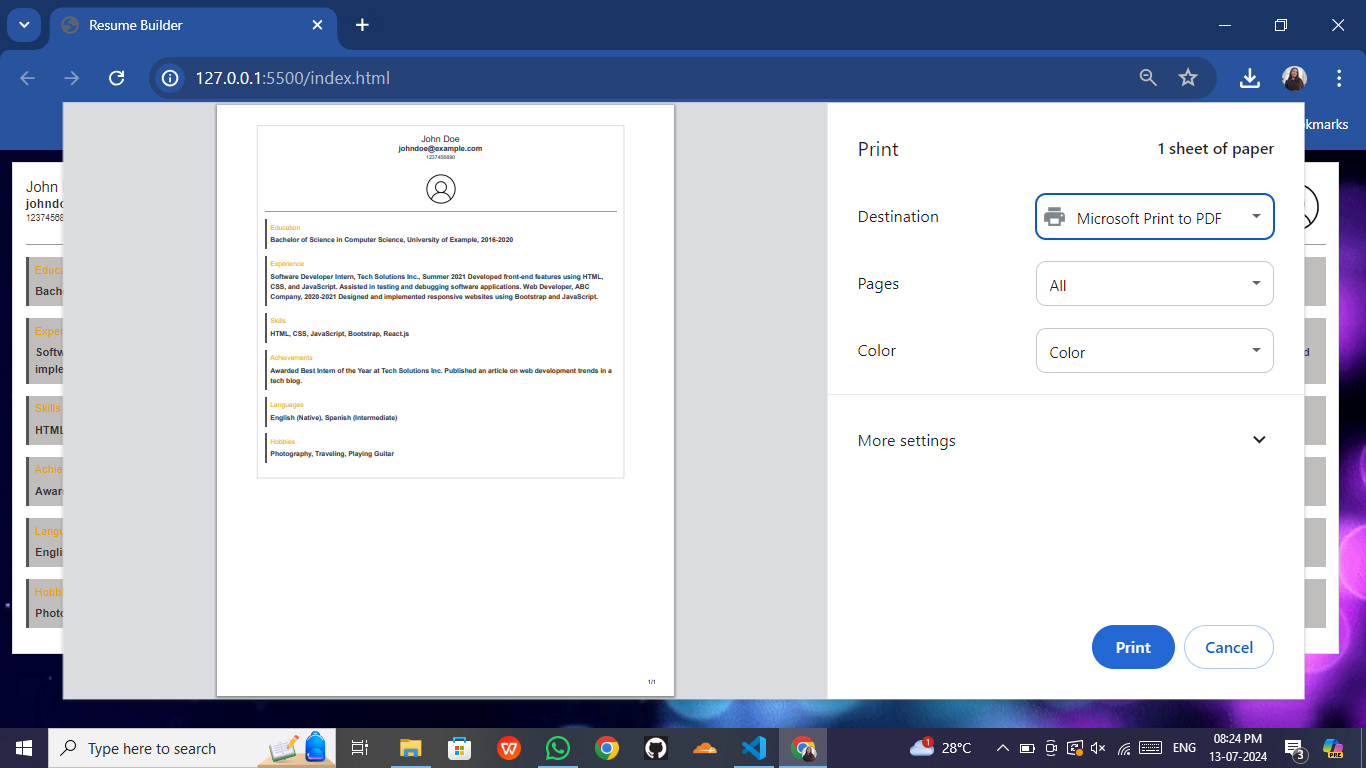 Resume Builder
127.0.0.1:5500/index.html
kmarks
John
johndo
12374568
Educa
Bache
Exper
Softw
imple
Skills
HTML
Achie
Awar
Langu
Engli
Hobb
Photo
d
John Doe
johndoe@example.com
1237456890
Education
Bachelor of Science in Computer Science, University of Example, 2016-2020
Experience
Software Developer Intern, Tech Solutions Inc., Summer 2021 Developed front-end features using HTML,
CSS, and JavaScript. Assisted in testing and debugging software applications. Web Developer, ABC
Company, 2020-2021 Designed and implemented responsive websites using Bootstrap and JavaScript.
Skills
HTML, CSS, JavaScript, Bootstrap, React.js
Achievements
Awarded Best Intern of the Year at Tech Solutions Inc. Published an article on web development trends in a
tech blog.
Languages
English (Native), Spanish (Intermediate)
Hobbies
Photography, Traveling, Playing Guitar
1/1
Print
1 sheet of paper
Destination
Microsoft Print to PDF
Pages
All
Color
Color
More settings
Print
Cancel
Type here to search
W
1
28°C
ENG
08:24 PM
13-07-2024
3
PRE